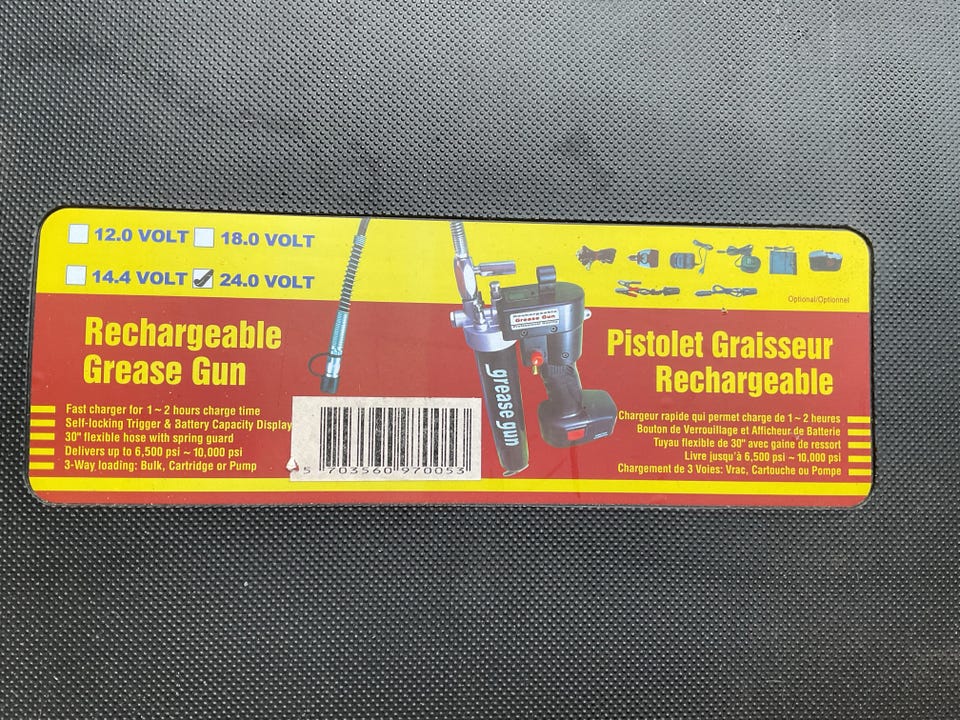 12.0 VOLT 18.0 VOLT
14.4 VOLT 24.0 VOLT
Optional/Optionnel
Rechargeable
Grease Gun
Rechargeable
Grease Gun
grease gun
Pistolet Graisseur
Rechargeable
Fast charger for 1~2 hours charge time
Self-locking Trigger & Battery Capacity Display
30" flexible hose with spring guard
Delivers up to 6,500 psi ~ 10,000 psi
3-Way loading: Bulk, Cartridge or Pump
5 703560 970053
Chargeur rapide qui permet charge de 1~2 heures
Bouton de Verrouillage et Afficheur de Batterie
Tuyau flexible de 30" avec gaine de ressort
Livre jusqu'à 6,500 psi ~ 10,000 psi
Chargement de 3 Voies: Vrac, Cartouche ou Pompe